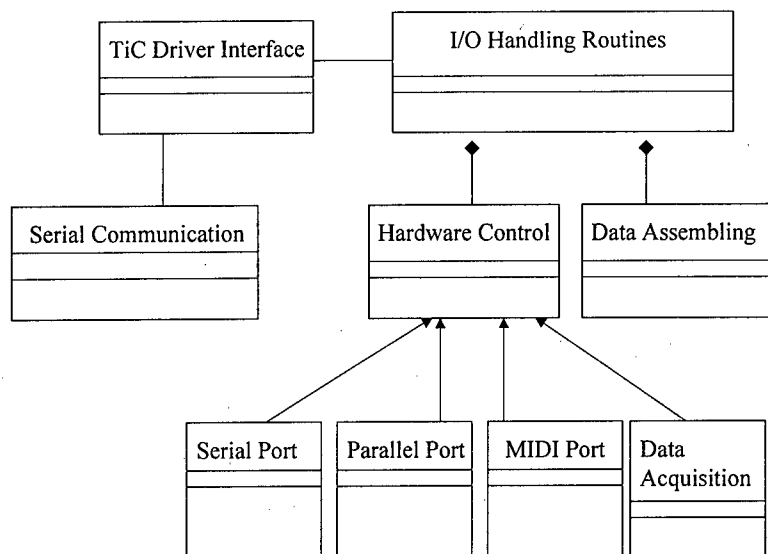 TiC Driver Interface
I/O Handling Routines
Serial Communication
Hardware Control
Data Assembling
Serial Port
Parallel Port
MIDI Port
Data
Acquisition